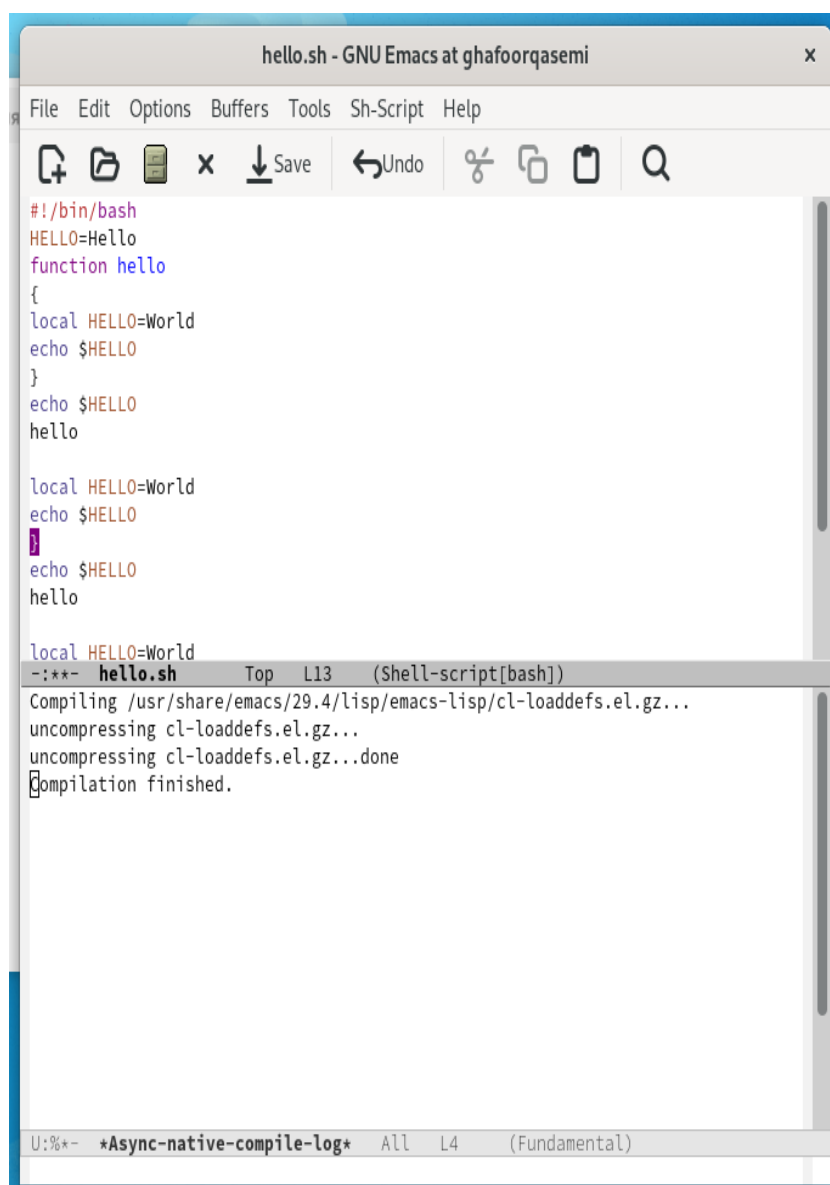 hello.sh - GNU Emacs at ghafoorqasemi x
File Edit Options Buffers Tools Sh-Script Help
Save Undo
#!/bin/bash
HELLO=Hello
function hello
{
local HELLO=World
echo $HELLO
}
echo $HELLO
hello
local HELLO=World
echo $HELLO
}
echo $HELLO
hello
local HELLO=World
-:**- hello.sh Top L13 (Shell-script[bash])
Compiling /usr/share/emacs/29.4/lisp/emacs-lisp/cl-loaddefs.el.gz...
uncompressing cl-loaddefs.el.gz...
uncompressing cl-loaddefs.el.gz...done
Compilation finished.
U:%*- *Async-native-compile-log* All L4 (Fundamental)